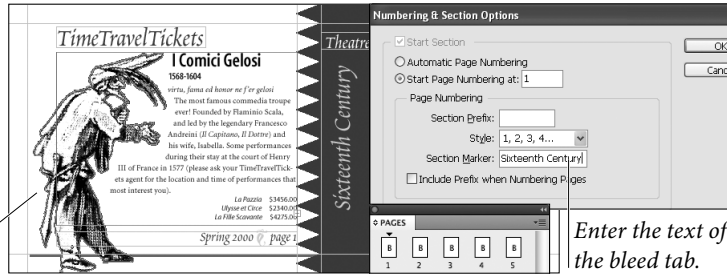 TimeTravelTickets
I Comici Gelosi
1568-1604
virtu, fama ed honor ne f'er gelosi
The most famous commedia troupe
ever! Founded by Flaminio Scala,
and led by the legendary Francesco
Andreini (Il Capitano, Il Dottre) and
his wife, Isabella. Some performances
during their stay at the court of Henry
III of France in 1577 (please ask your TimeTravelTick-
ets agent for the location and time of performances that
most interest you).
La Pazzia $3456.00
Ulysse et Circe $2340.00
La Fille Scavante $4275.00
Spring 2000 page 1
Theatre
Sixteenth Century
Numbering & Section Options
Start Section
OK
Automatic Page Numbering
Start Page Numbering at: 1
Page Numbering
Section Prefix:
Style: 1, 2, 3, 4...
Section Marker: Sixteenth Century
Include Prefix when Numbering Pages
PAGES
B B B B B
1 2 3 4 5
Enter the text of
the bleed tab.